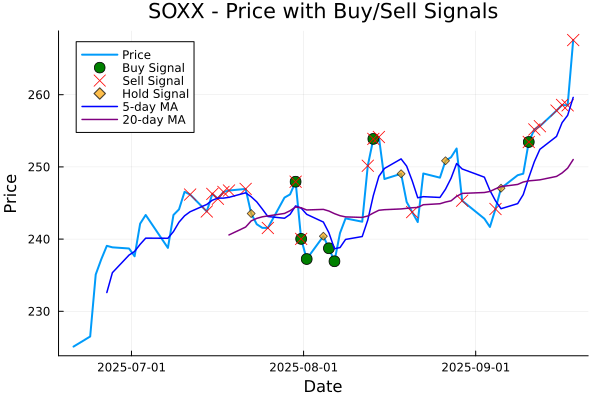 SOXX - Price with Buy/Sell Signals
Price
Buy Signal
Sell Signal
Hold Signal
5-day MA
20-day MA
260
250
240
230
Price
2025-07-01
2025-08-01
2025-09-01
Date